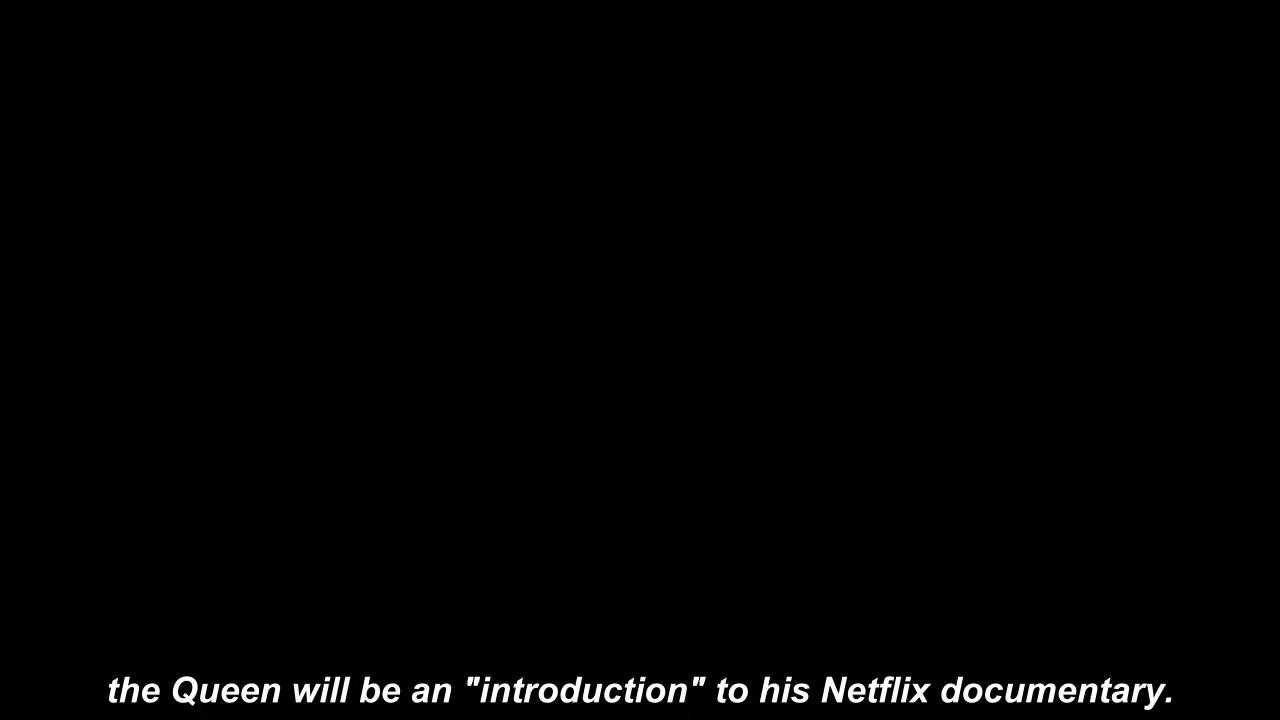 the Queen will be an "introduction" to his Netflix documentary.